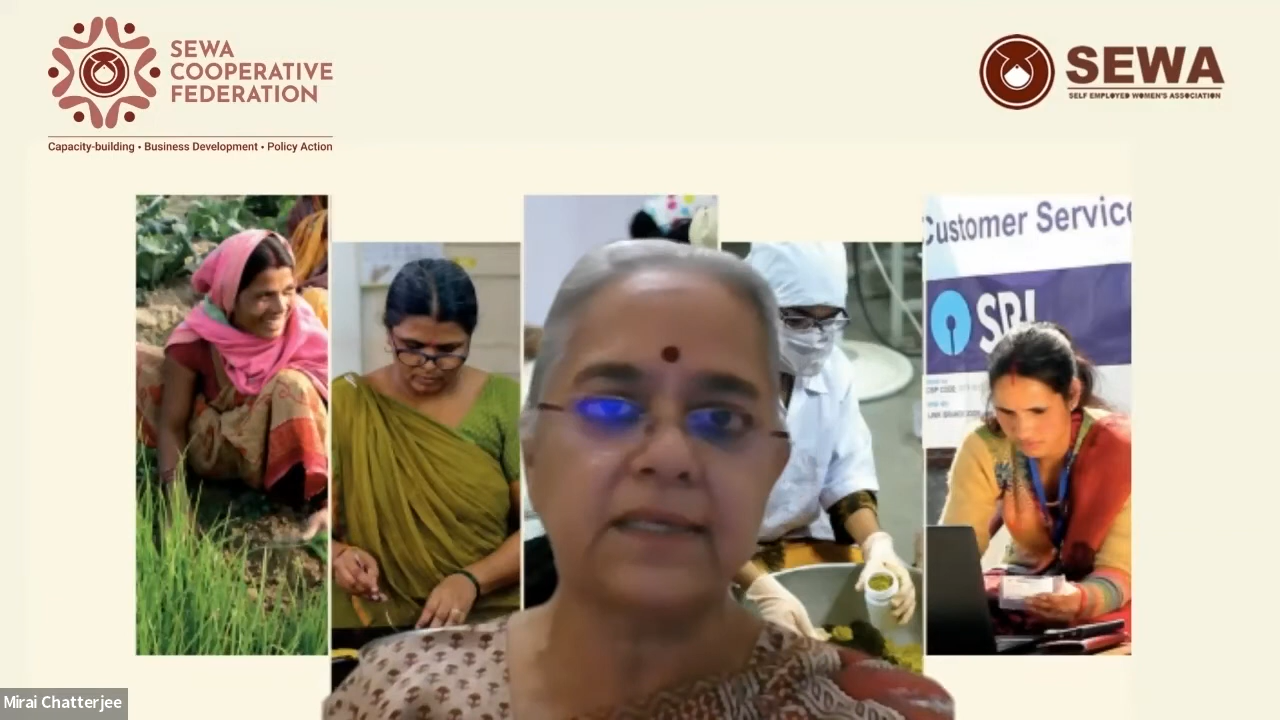 SEWA
COOPERATIVE
FEDERATION
Capacity-building • Business Development • Policy Action
SEWA
SELF EMPLOYED WOMEN'S ASSOCIATION
Customer Service
SBI
Mirai Chatterjee